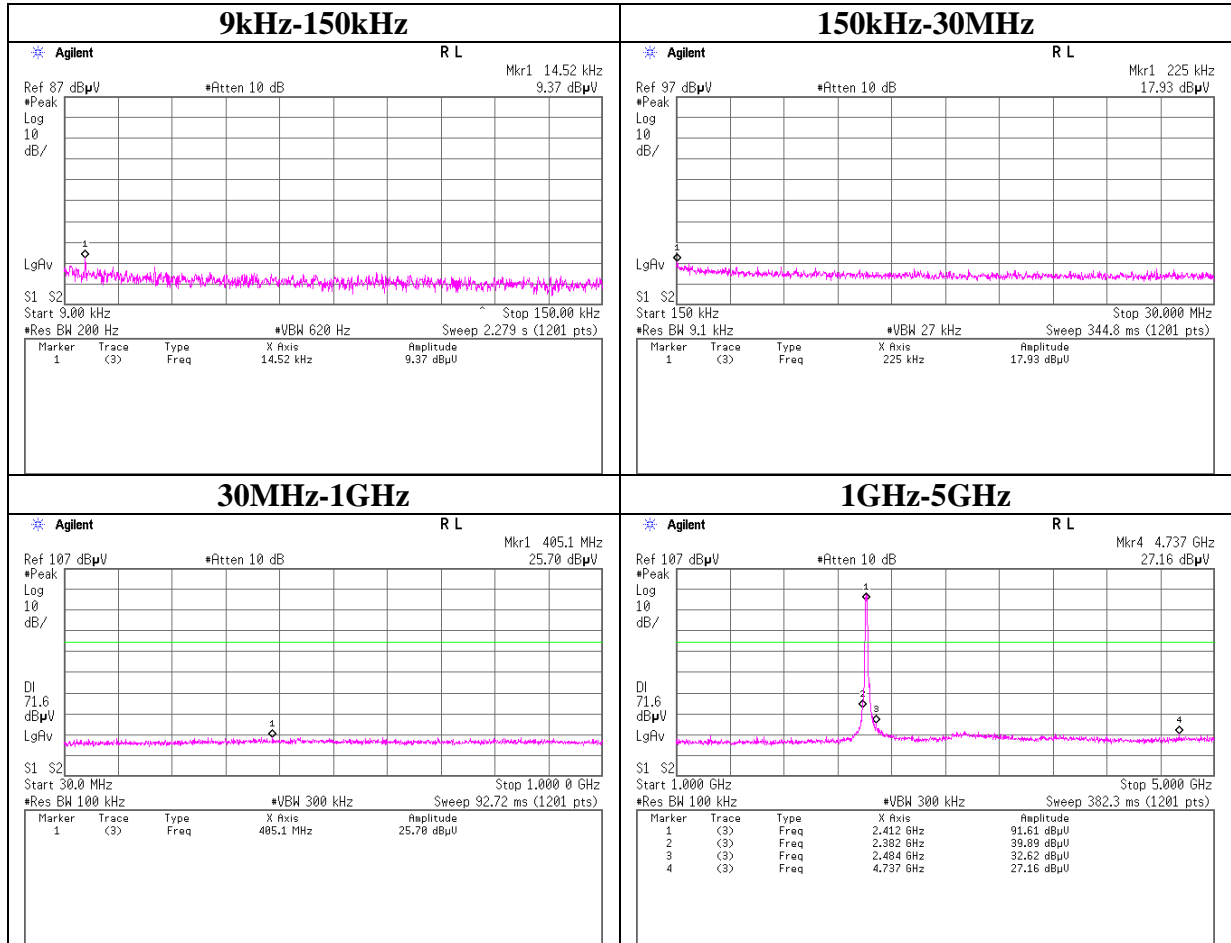 9kHz-150kHz
Agilent R L
Mkr1 14.52 kHz
Ref 87 dBµV #Atten 10 dB 9.37 dBµV
#Peak
Log
10
dB/
1
LgAv
S1 S2
Start 9.00 kHz ^ Stop 150.00 kHz
#Res BW 200 Hz #VBW 620 Hz Sweep 2.279 s (1201 pts)
Marker Trace Type X Axis Amplitude
1 (3) Freq 14.52 kHz 9.37 dBµV
150kHz-30MHz
Agilent R L
Mkr1 225 kHz
Ref 97 dBµV #Atten 10 dB 17.93 dBµV
#Peak
Log
10
dB/
1
LgAv
S1 S2
Start 150 kHz Stop 30.000 MHz
#Res BW 9.1 kHz #VBW 27 kHz Sweep 344.8 ms (1201 pts)
Marker Trace Type X Axis Amplitude
1 (3) Freq 225 kHz 17.93 dBµV
30MHz-1GHz
Agilent R L
Mkr1 405.1 MHz
Ref 107 dBµV #Atten 10 dB 25.70 dBµV
#Peak
Log
10
dB/
DI
71.6
dBµV
1
LgAv
S1 S2
Start 30.0 MHz Stop 1.000 0 GHz
#Res BW 100 kHz #VBW 300 kHz Sweep 92.72 ms (1201 pts)
Marker Trace Type X Axis Amplitude
1 (3) Freq 405.1 MHz 25.70 dBµV
1GHz-5GHz
Agilent R L
Mkr4 4.737 GHz
Ref 107 dBµV #Atten 10 dB 27.16 dBµV
#Peak
1
Log
10
dB/
DI
71.6
2
dBµV
3
4
LgAv
S1 S2
Start 1.000 GHz Stop 5.000 GHz
#Res BW 100 kHz #VBW 300 kHz Sweep 382.3 ms (1201 pts)
Marker Trace Type X Axis Amplitude
1 (3) Freq 2.412 GHz 91.61 dBµV
2 (3) Freq 2.382 GHz 39.89 dBµV
3 (3) Freq 2.484 GHz 32.62 dBµV
4 (3) Freq 4.737 GHz 27.16 dBµV